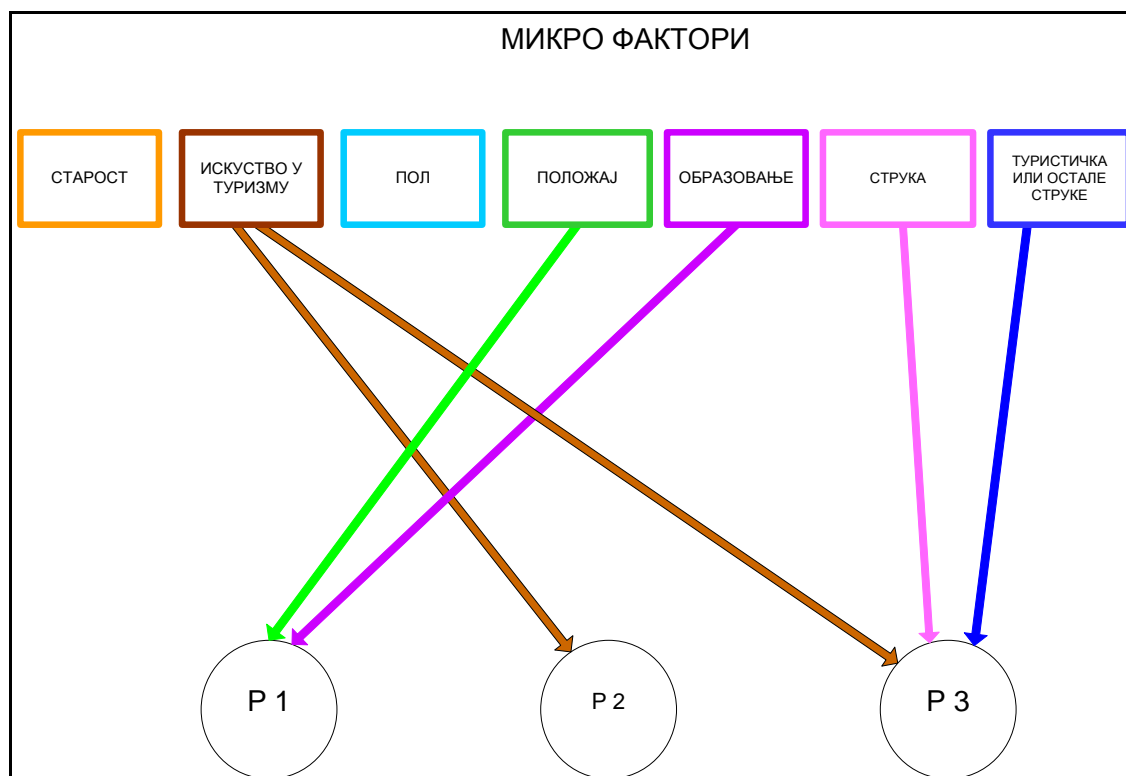 МИКРО ФАКТОРИ
СТАРОСТ
ИСКУСТВО У
ТУРИЗМУ
ПОЛ
ПОЛОЖАЈ
ОБРАЗОВАЊЕ
СТРУКА
ТУРИСТИЧКА
ИЛИ ОСТАЛЕ
СТРУКЕ
Р 1
Р 2
Р 3